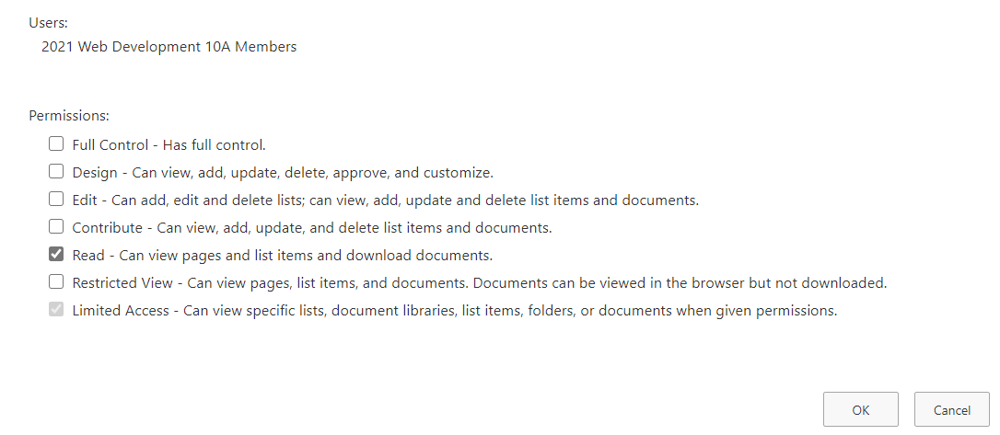 Users:
2021 Web Development 10A Members
Permissions:
Full Control - Has full control.
Design - Can view, add, update, delete, approve, and customize.
Edit - Can add, edit and delete lists; can view, add, update and delete list items and documents.
Contribute - Can view, add, update, and delete list items and documents.
Read - Can view pages and list items and download documents.
Restricted View - Can view pages, list items, and documents. Documents can be viewed in the browser but not downloaded.
Limited Access - Can view specific lists, document libraries, list items, folders, or documents when given permissions.
OK Cancel